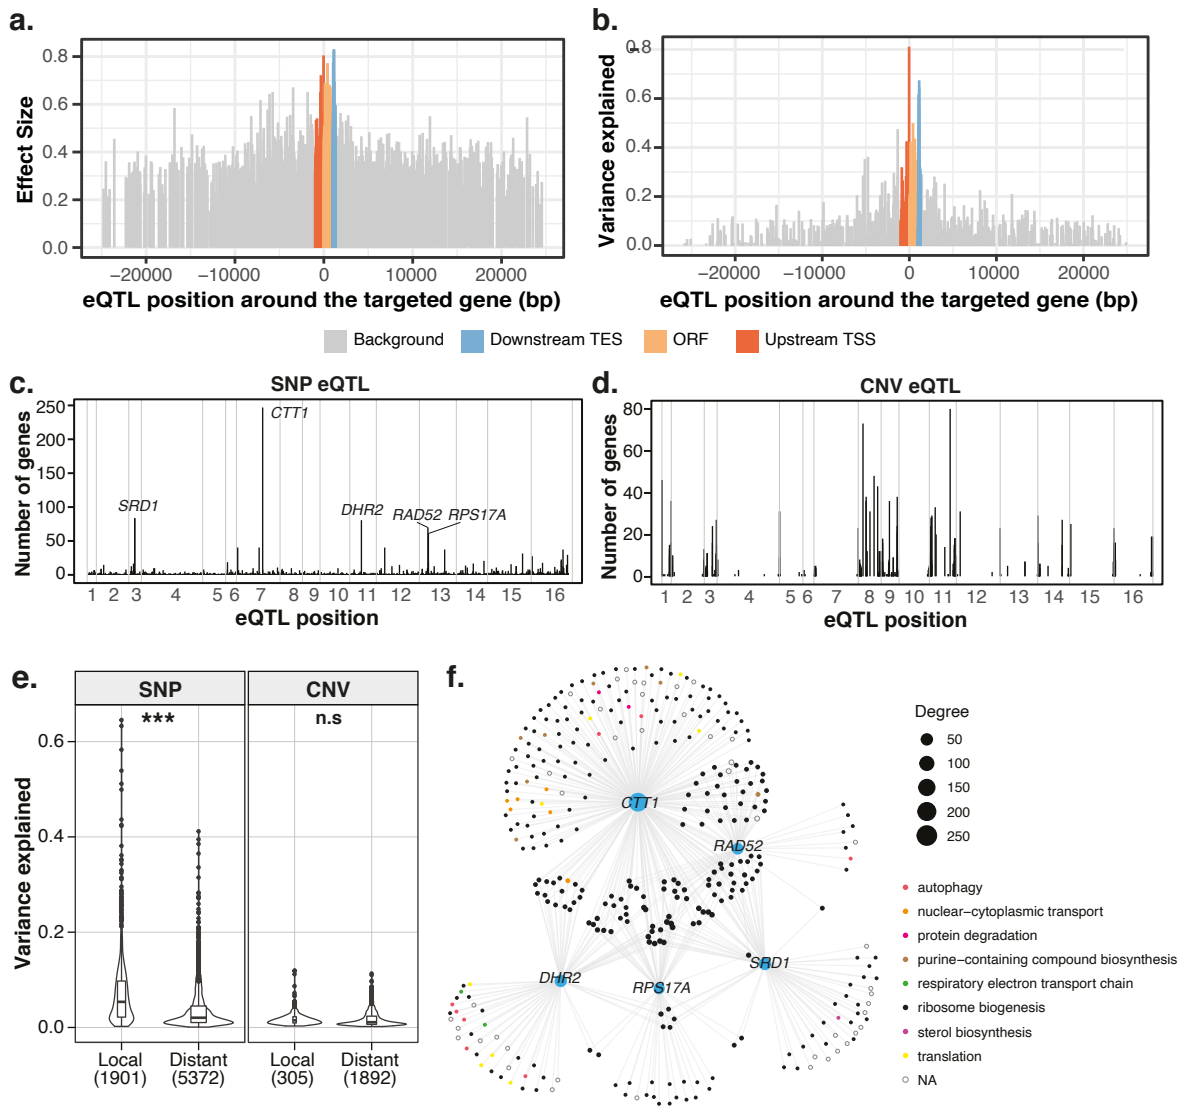 a.
b.
0.8
0.6
0.4
0.2
0.0
Effect Size
−20000
−10000
0
10000
20000
eQTL position around the targeted gene (bp)
0.8
0.6
0.4
0.2
0.0
Variance explained
−20000
−10000
0
10000
20000
eQTL position around the targeted gene (bp)
Background
Downstream TES
ORF
Upstream TSS
c.
SNP eQTL
250
200
150
100
50
0
Number of genes
CTT1
SRD1
DHR2
RAD52
RPS17A
1 2 3 4 5 6 7 8 9 10 11 12 13 14 15 16
eQTL position
d.
CNV eQTL
80
60
40
20
0
Number of genes
1 2 3 4 5 6 7 8 9 10 11 12 13 14 15 16
eQTL position
e.
SNP
CNV
***
n.s
0.6
0.4
0.2
0.0
Variance explained
Local
(1901)
Distant
(5372)
Local
(305)
Distant
(1892)
f.
CTT1
RAD52
DHR2
RPS17A
SRD1
Degree
50
100
150
200
250
autophagy
nuclear−cytoplasmic transport
protein degradation
purine−containing compound biosynthesis
respiratory electron transport chain
ribosome biogenesis
sterol biosynthesis
translation
NA